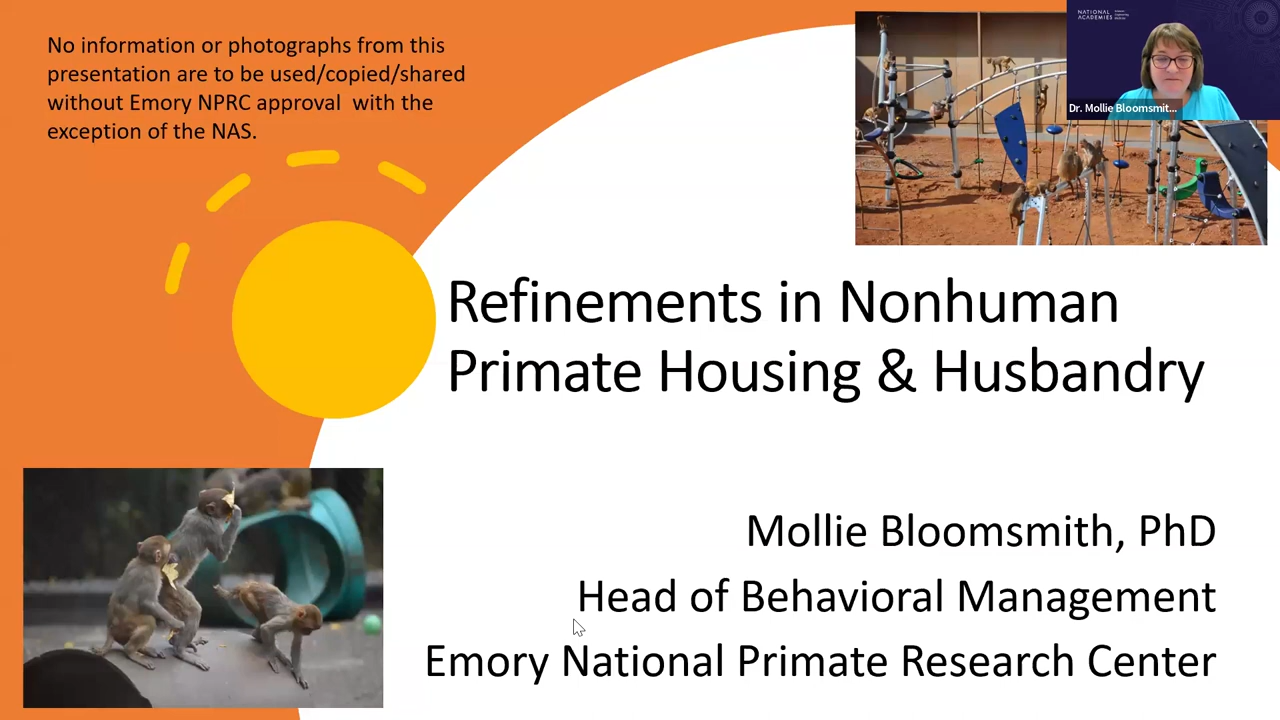 No information or photographs from this
presentation are to be used/copied/shared
without Emory NPRC approval  with the
exception of the NAS.
NATIONAL
ACADEMIES
Dr. Mollie Bloomsmit...
Refinements in Nonhuman
Primate Housing & Husbandry
Mollie Bloomsmith, PhD
Head of Behavioral Management
Emory National Primate Research Center